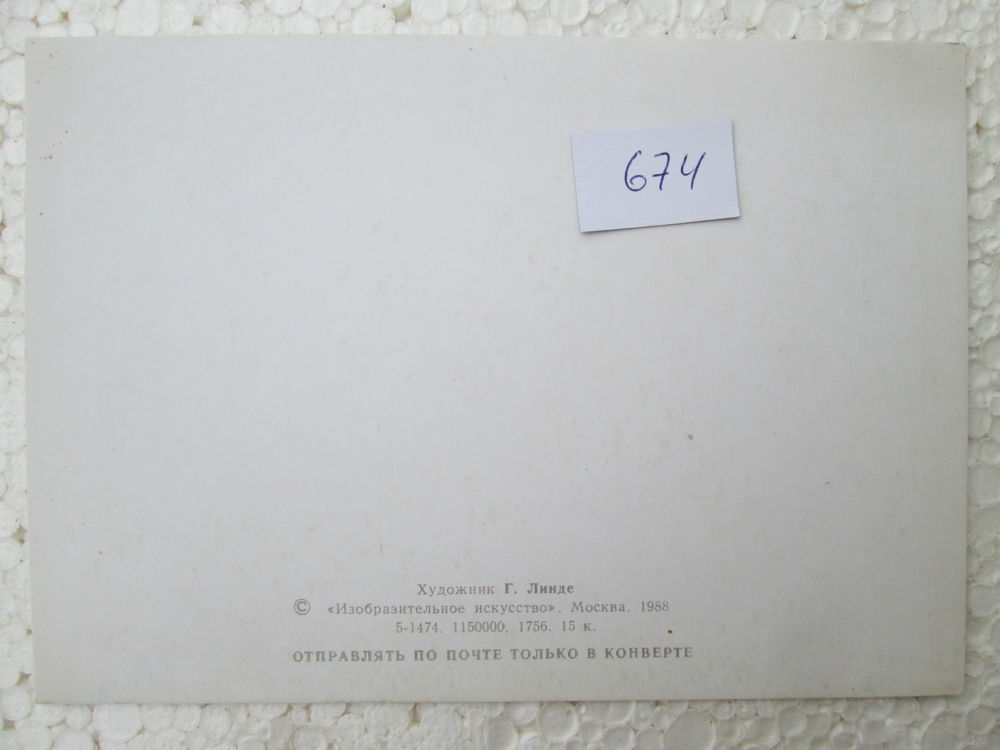 674
Художник Г. Линде
© «Изобразительное искусство». Москва. 1988
5-1474. 1150000. 1756. 15 к.
ОТПРАВЛЯТЬ ПО ПОЧТЕ ТОЛЬКО В КОНВЕРТЕ